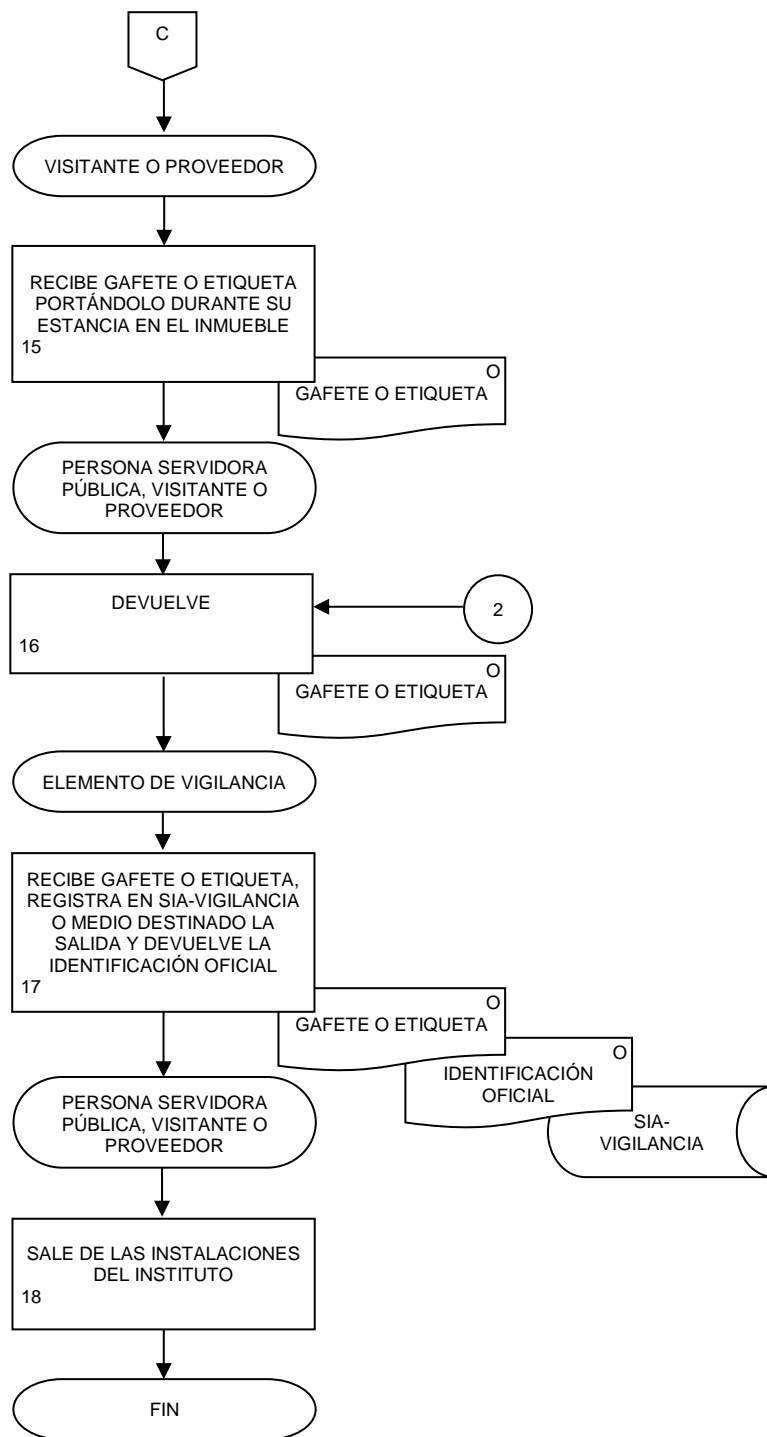 C
VISITANTE O PROVEEDOR
RECIBE GAFETE O ETIQUETA
PORTÁNDOLO DURANTE SU
ESTANCIA EN EL INMUEBLE
15
O
GAFETE O ETIQUETA
PERSONA SERVIDORA
PÚBLICA, VISITANTE O
PROVEEDOR
DEVUELVE
2
16
O
GAFETE O ETIQUETA
ELEMENTO DE VIGILANCIA
RECIBE GAFETE O ETIQUETA,
REGISTRA EN SIA-VIGILANCIA
O MEDIO DESTINADO LA
SALIDA Y DEVUELVE LA
IDENTIFICACIÓN OFICIAL
17
O
GAFETE O ETIQUETA
O
IDENTIFICACIÓN
OFICIAL
SIA-
VIGILANCIA
PERSONA SERVIDORA
PÚBLICA, VISITANTE O
PROVEEDOR
SALE DE LAS INSTALACIONES
DEL INSTITUTO
18
FIN